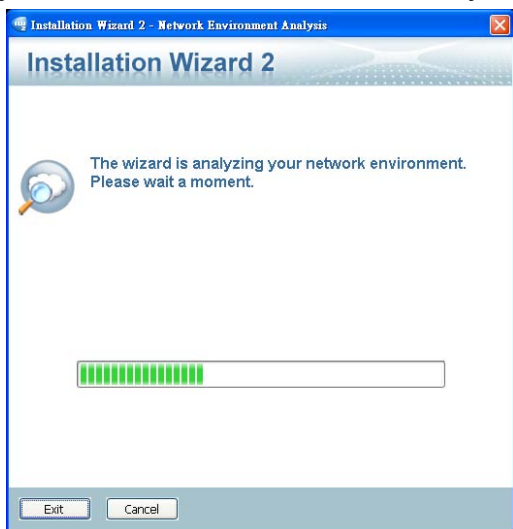 Installation Wizard 2 - Network Environment Analysis
Installation Wizard 2
The wizard is analyzing your network environment.
Please wait a moment.
Exit
Cancel